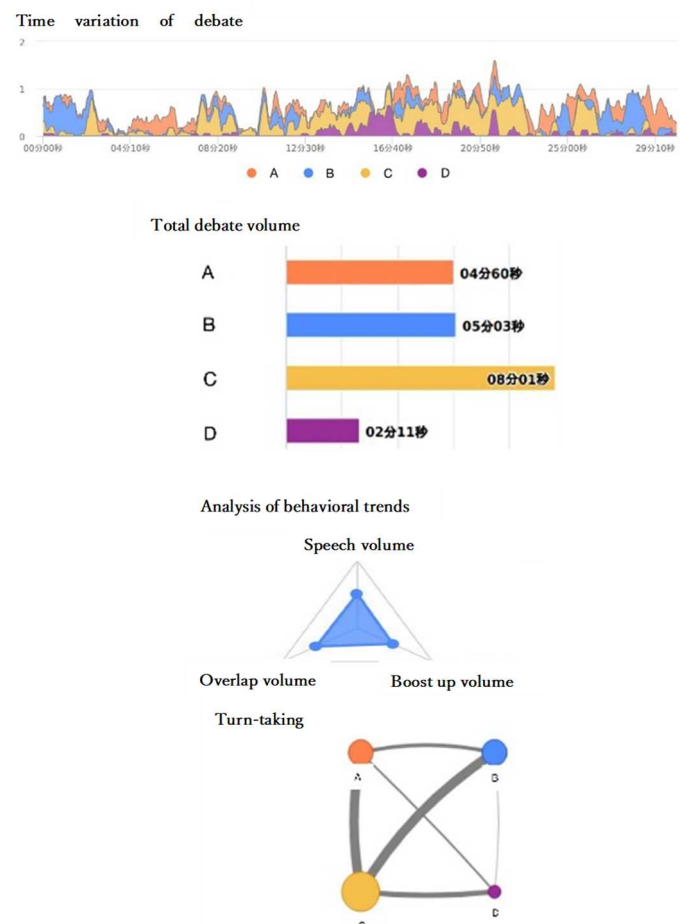 Time variation of debate
2
1
0
00分00秒 04分10秒 08分20秒 12分30秒 16分40秒 20分50秒 25分00秒 29分10秒
A B C D
Total debate volume
A 04分60秒
B 05分03秒
C 08分01秒
D 02分11秒
Analysis of behavioral trends
Speech volume
Overlap volume Boost up volume
Turn-taking
A B
D